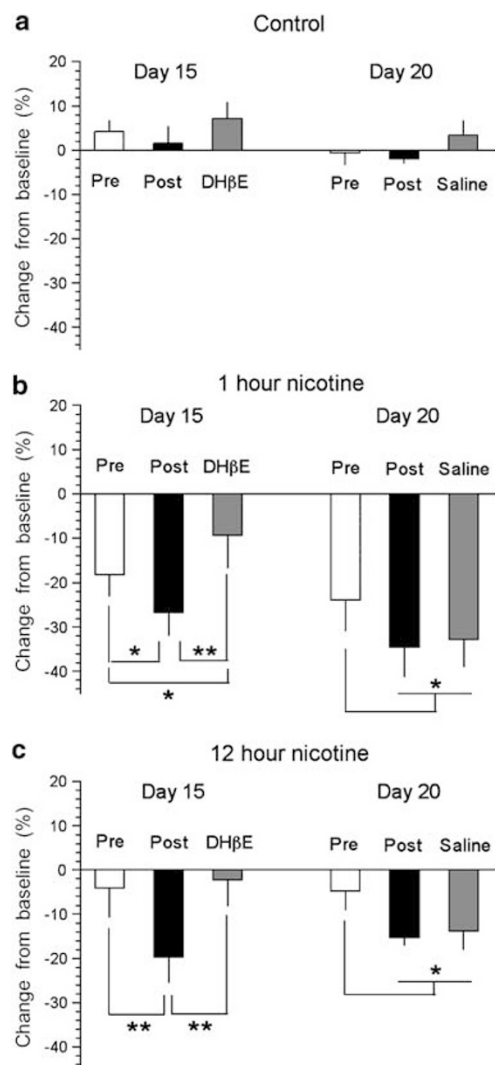 a
Control
Day 15 Day 20
Change from baseline (%)
20
10
0
-10
-20
-30
-40
Pre Post DHβE Pre Post Saline
b
1 hour nicotine
Day 15 Day 20
Change from baseline (%)
20
10
0
-10
-20
-30
-40
Pre Post DHβE Pre Post Saline
* **
*
*
c
12 hour nicotine
Day 15 Day 20
Change from baseline (%)
20
10
0
-10
-20
-30
-40
Pre Post DHβE Pre Post Saline
** **
*